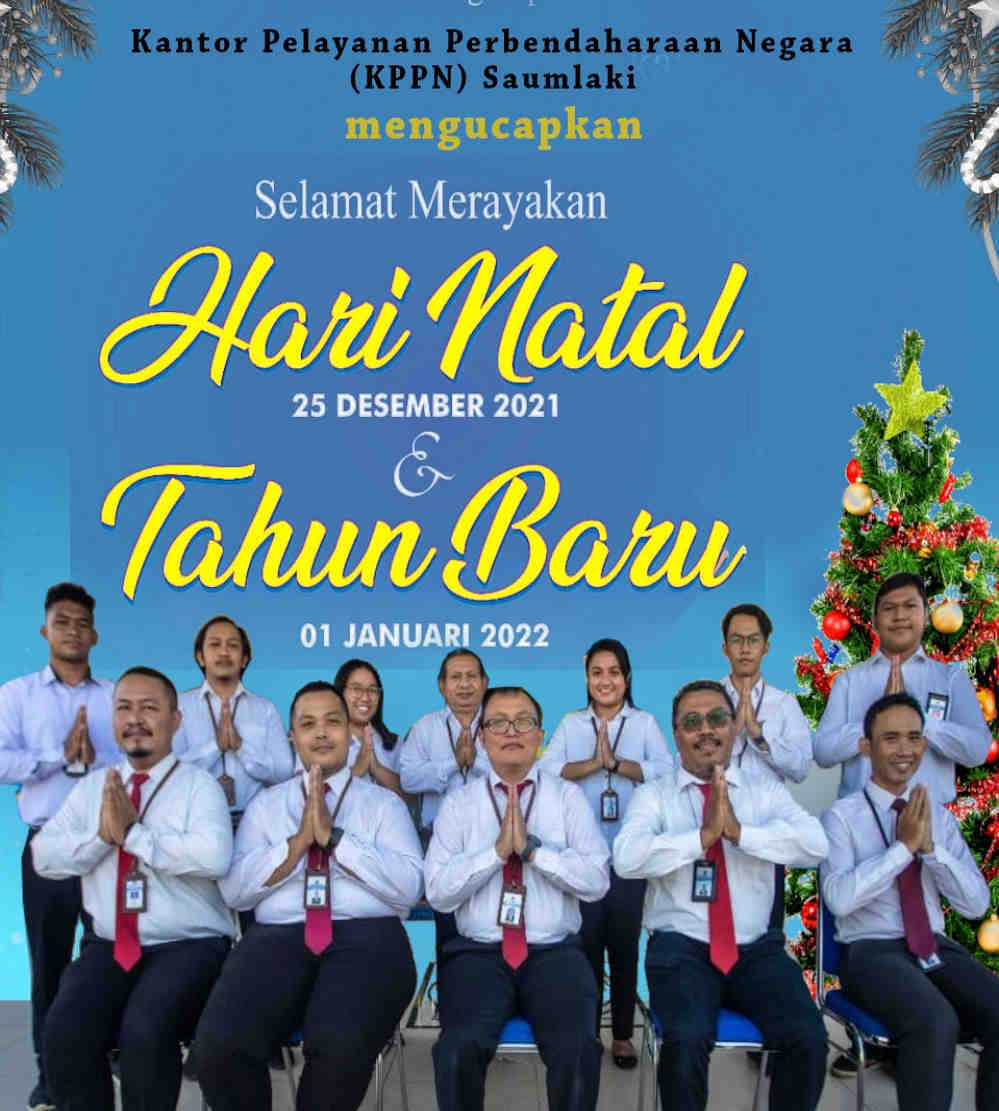 Kantor Pelayanan Perbendaharaan Negara
(KPPN) Saumlaki
mengucapkan
Selamat Merayakan
Hari Natal
25 DESEMBER 2021
&
Tahun Baru
01 JANUARI 2022